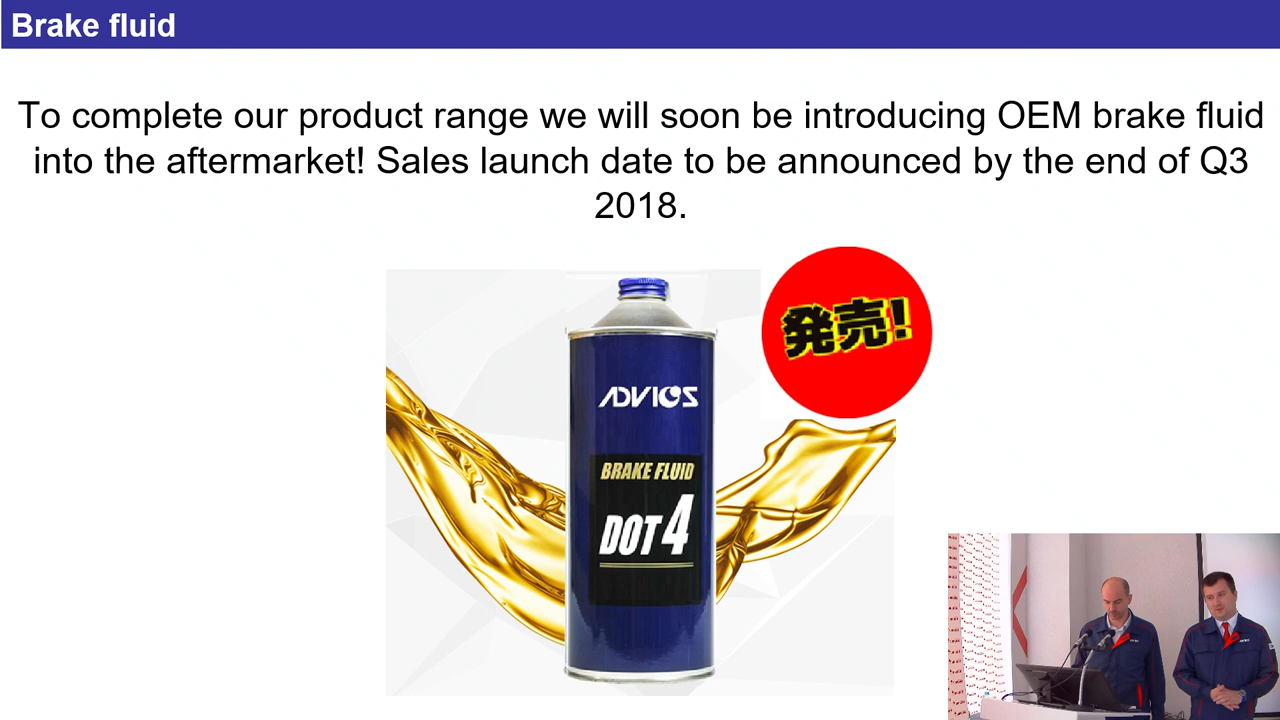 Brake fluid
To complete our product range we will soon be introducing OEM brake fluid
into the aftermarket! Sales launch date to be announced by the end of Q3
2018.
発売!
ADVICS
BRAKE FLUID
DOT 4